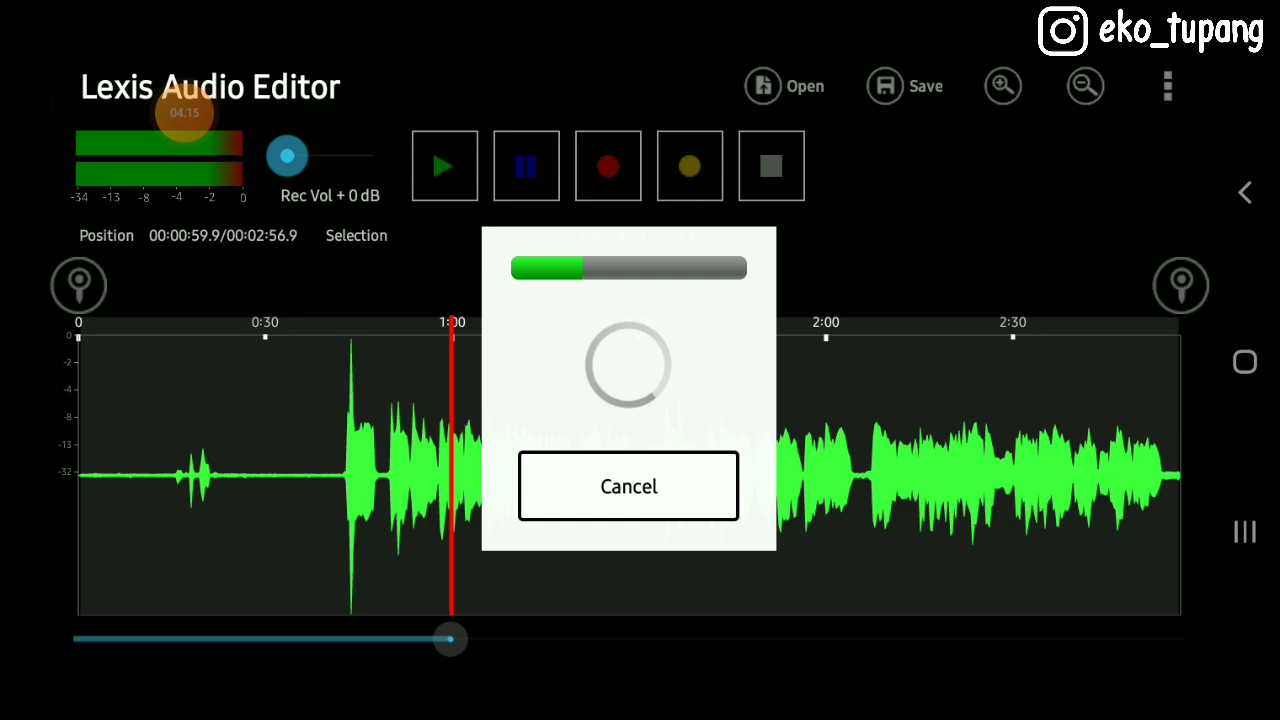 eko_tupang
Lexis Audio Editor
Open
Save
04.15
-34 -13 -8 -4 -2 0
Rec Vol + 0 dB
Position 00:00:59.9/00:02:56.9 Selection
0 0:30 1:00 2:00 2:30
0
-2
-4
-8
-13
-32
Cancel